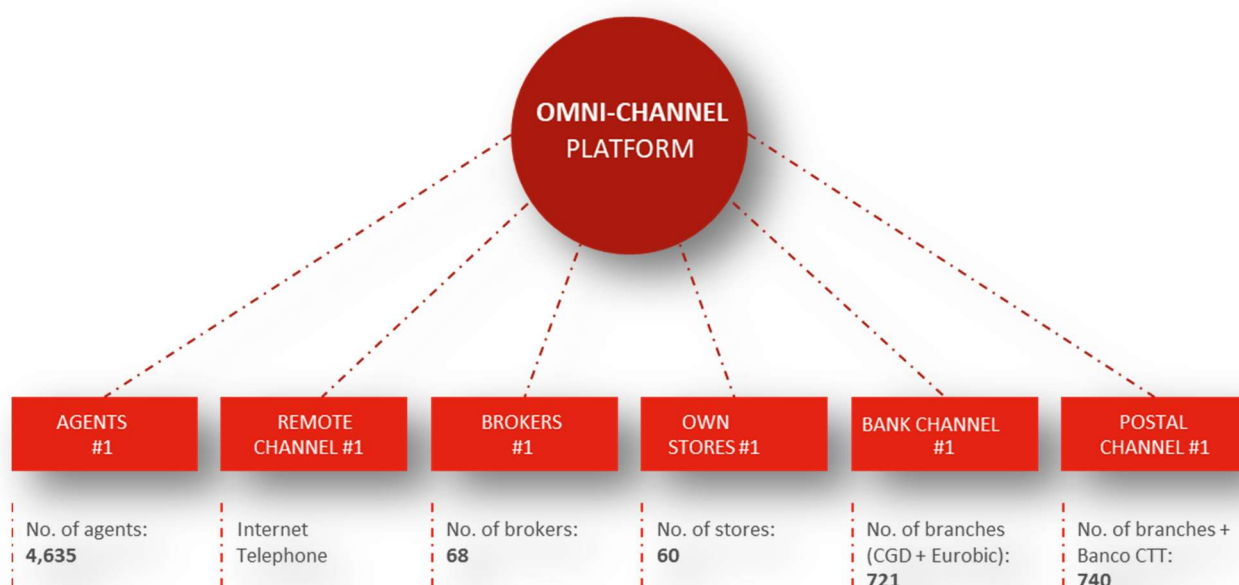 OMNI-CHANNEL
PLATFORM
AGENTS
#1
REMOTE
CHANNEL #1
BROKERS
#1
OWN
STORES #1
BANK CHANNEL
#1
POSTAL
CHANNEL #1
No. of agents:
4,635
Internet
Telephone
No. of brokers:
68
No. of stores:
60
No. of branches
(CGD + Eurobic):
721
No. of branches +
Banco CTT:
740